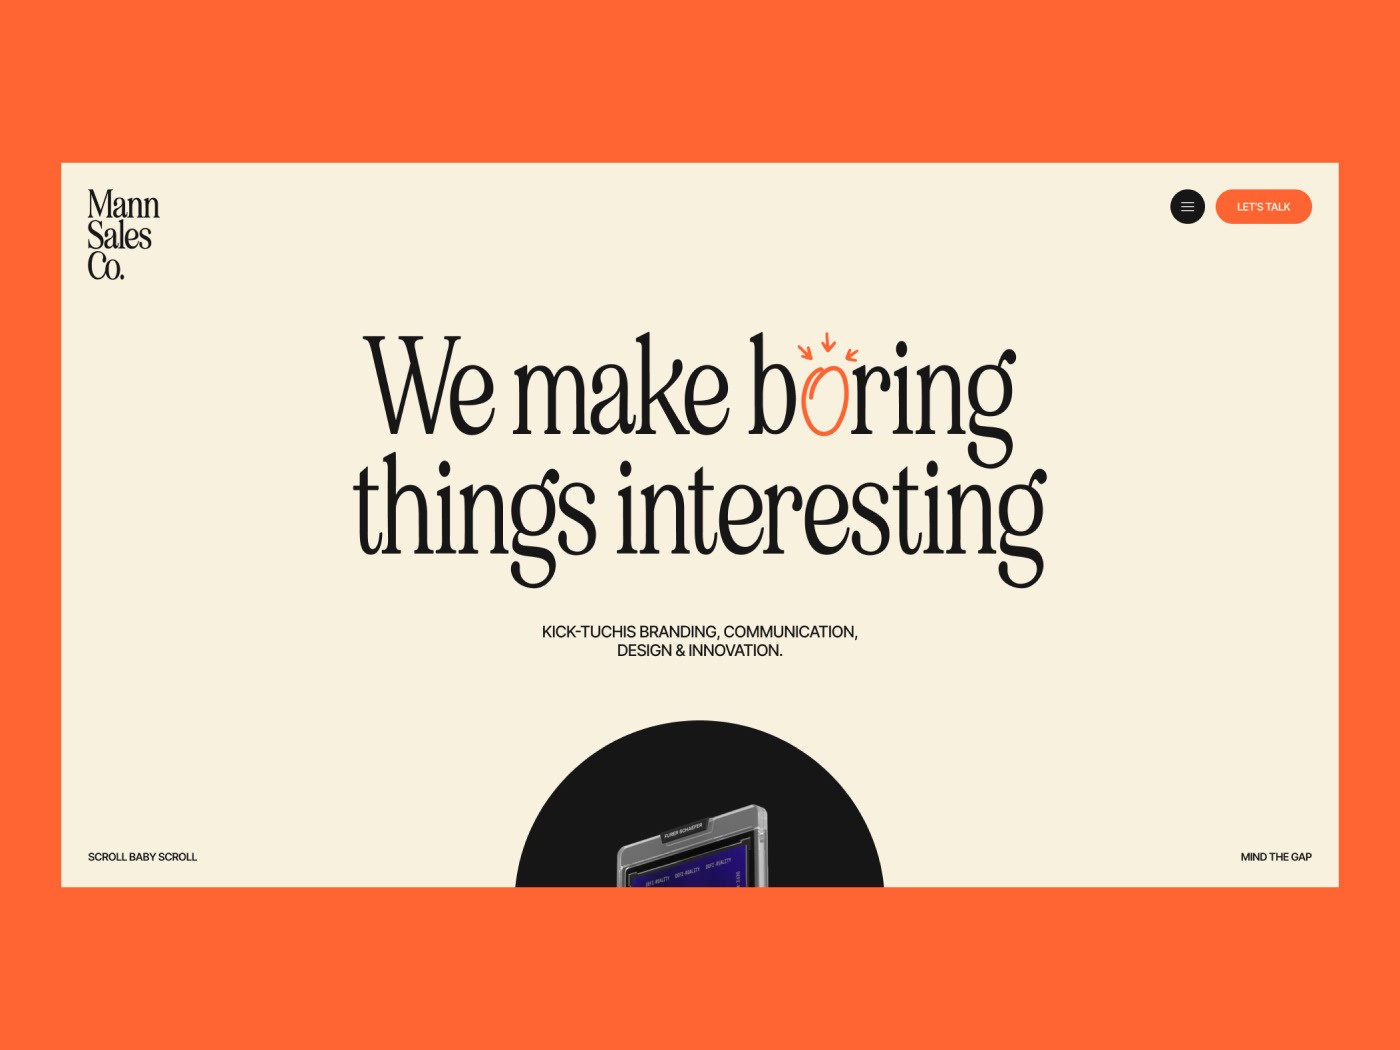 Mann
Sales
Co.
LET'S TALK
We make boring
things interesting
KICK-TUCHIS BRANDING, COMMUNICATION,
DESIGN & INNOVATION.
SCROLL BABY SCROLL
MIND THE GAP